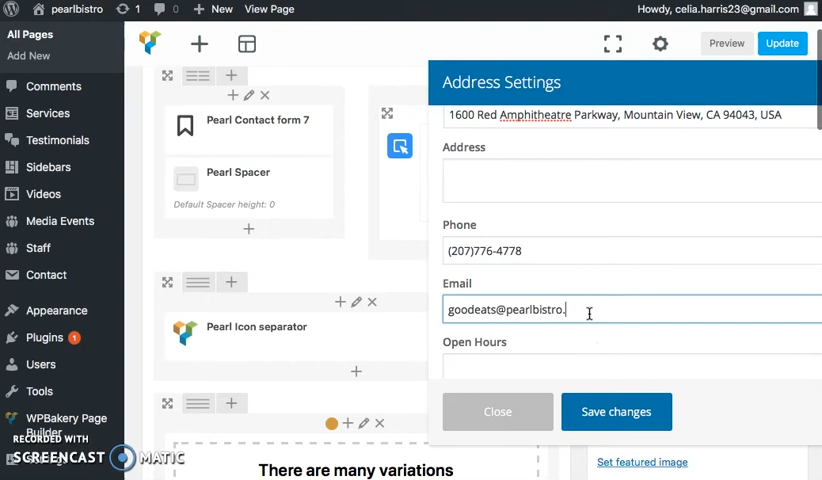 pearlbistro 1 0 New View Page Howdy, celia.harris23@gmail.com
All Pages
Add New
Comments
Services
Testimonials
Sidebars
Videos
Media Events
Staff
Contact
Appearance
Plugins 1
Users
Tools
WPBakery Page
Builder
RECORDED WITH
SCREENCAST MATIC
Preview
Update
Pearl Contact form 7
Pearl Spacer
Default Spacer height: 0
Pearl Icon separator
There are many variations
Address Settings
1600 Red Amphitheatre Parkway, Mountain View, CA 94043, USA
Address
Phone
(207)776-4778
Email
goodeats@pearlbistro.
Open Hours
Close
Save changes
Set featured image